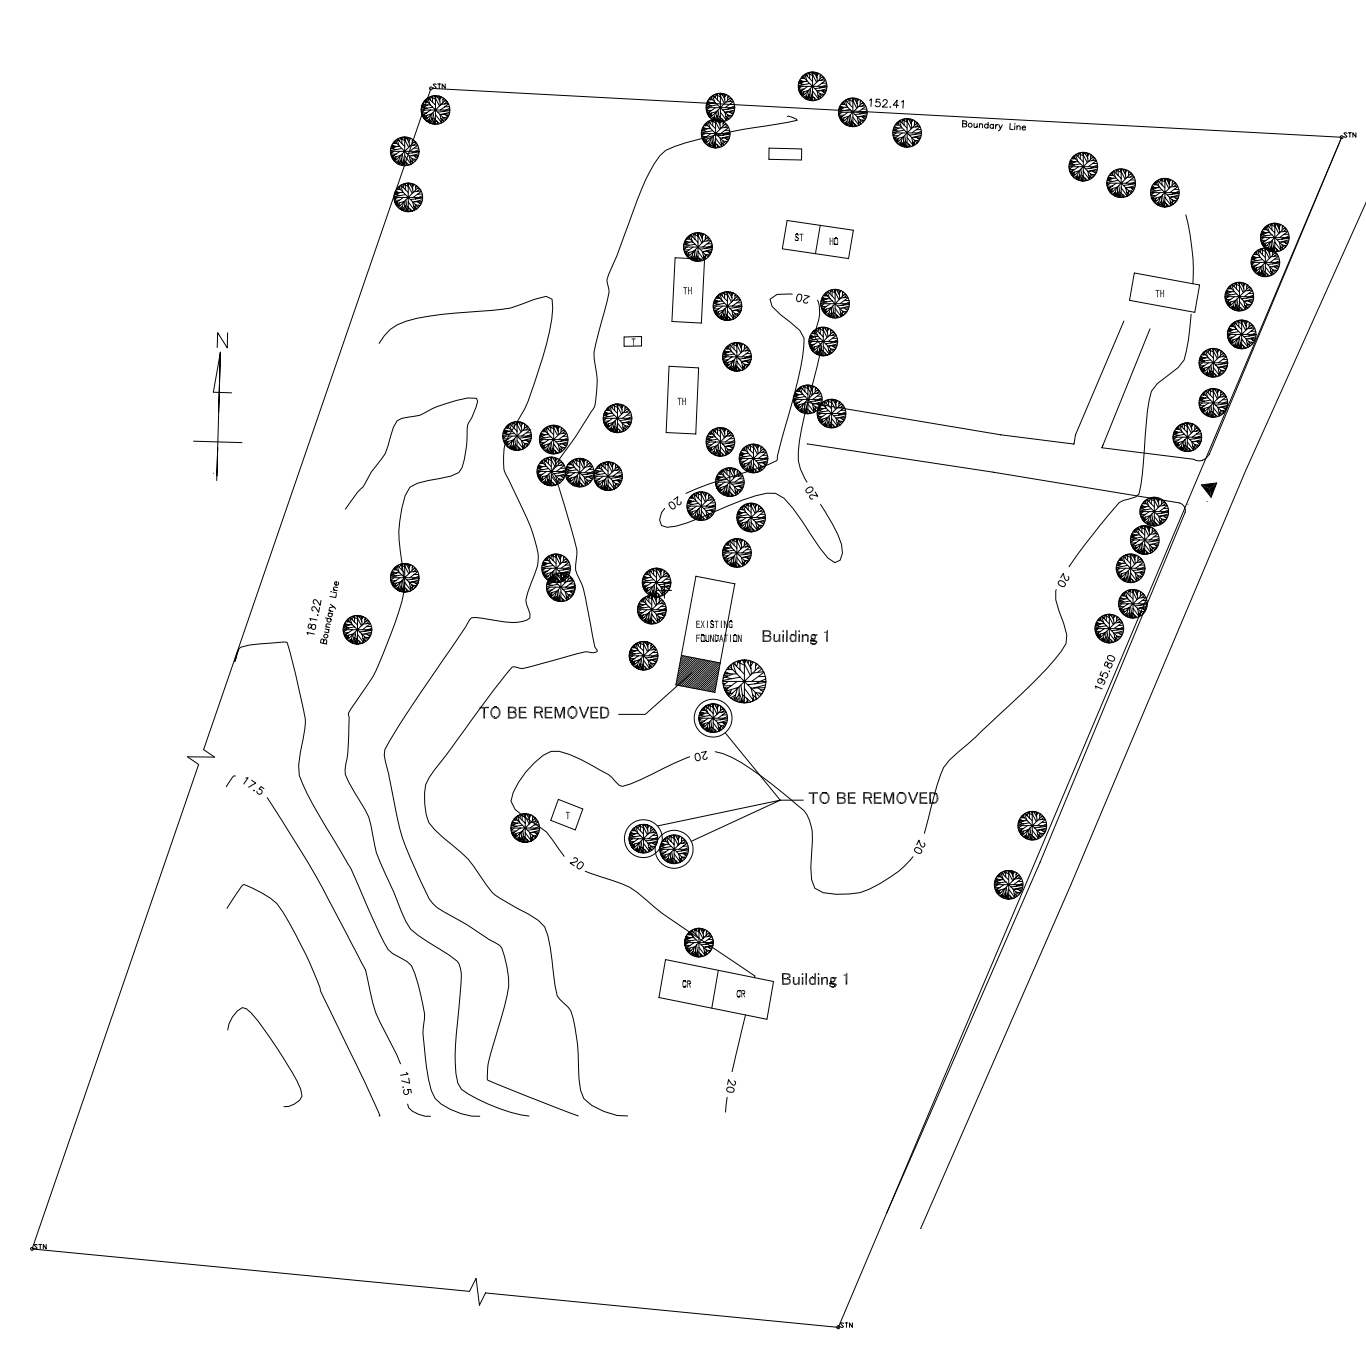 STN
152.41
Boundary Line
STN
ST
HO
TH
TH
20
N
T
TH
20
20
20
181.22
Boundary Line
EXISTING
FOUNDATION
Building 1
195.80
TO BE REMOVED
20
17.5
TO BE REMOVED
T
20
20
CR
CR
Building 1
17.5
20
STN
STN